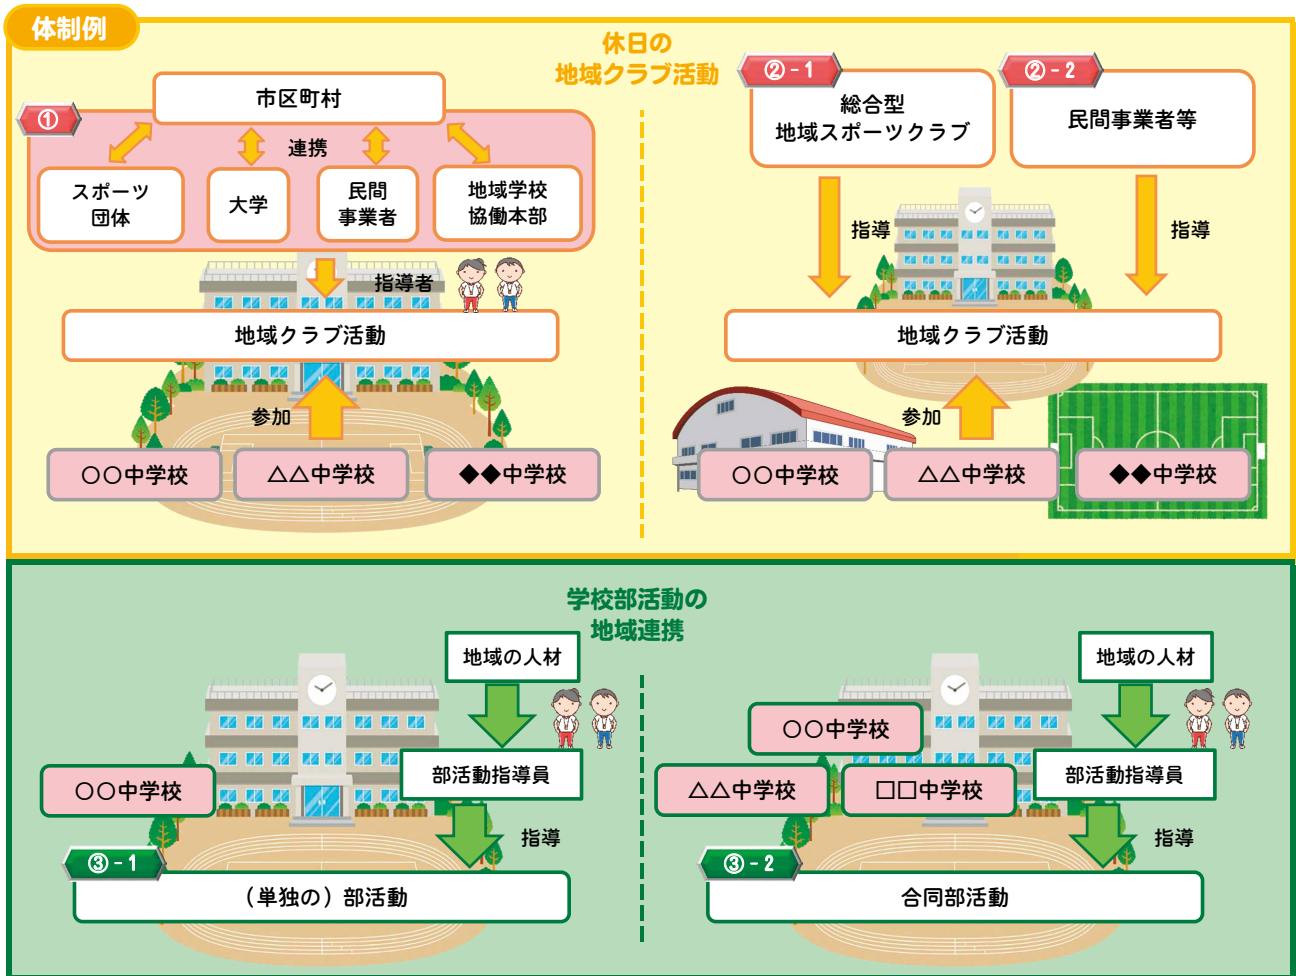 体制例
休日の
地域クラブ活動
①
市区町村
連携
スポーツ
団体
大学
民間
事業者
地域学校
協働本部
指導者
地域クラブ活動
参加
〇〇中学校
△△中学校
◆◆中学校
②-1
総合型
地域スポーツクラブ
②-2
民間事業者等
指導
指導
地域クラブ活動
参加
〇〇中学校
△△中学校
◆◆中学校
学校部活動の
地域連携
地域の人材
部活動指導員
〇〇中学校
指導
③-1
（単独の）部活動
地域の人材
〇〇中学校
△△中学校
□□中学校
部活動指導員
指導
③-2
合同部活動